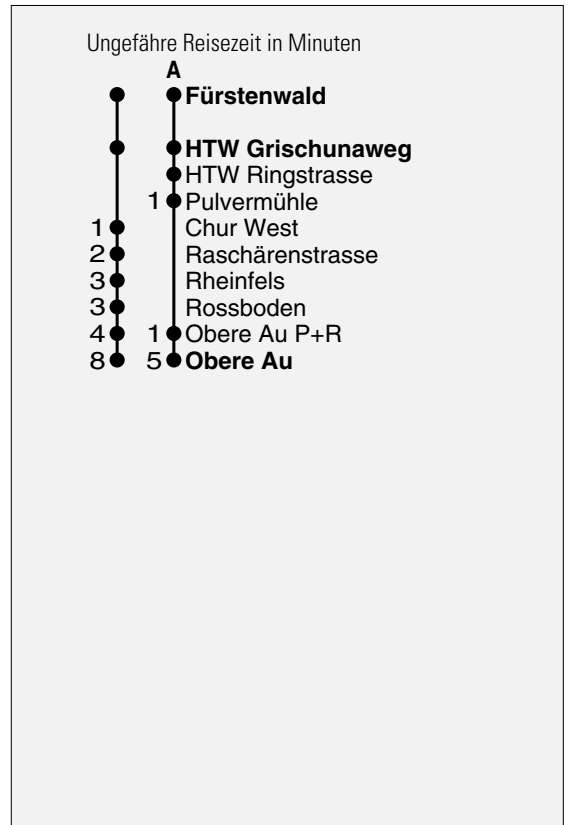 Ungefähre Reisezeit in Minuten
A
Fürstenwald
HTW Grischunaweg
HTW Ringstrasse
1 Pulvermühle
1 Chur West
2 Raschärenstrasse
3 Rheinfels
3 Rossboden
4 1 Obere Au P+R
8 5 Obere Au